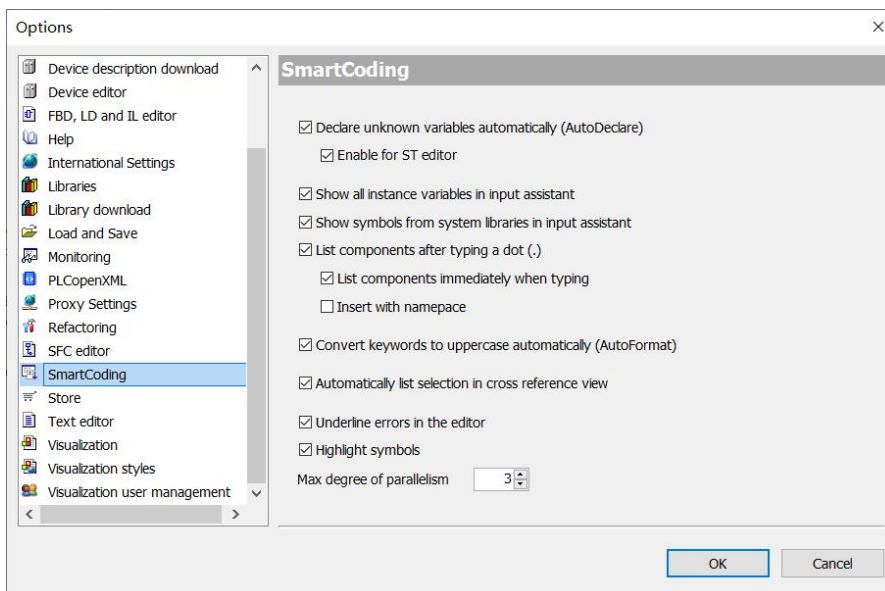 Options
Device description download
Device editor
FBD, LD and IL editor
Help
International Settings
Libraries
Library download
Load and Save
Monitoring
PLCopenXML
Proxy Settings
Refactoring
SFC editor
SmartCoding
Store
Text editor
Visualization
Visualization styles
Visualization user management
SmartCoding
Declare unknown variables automatically (AutoDeclare)
Enable for ST editor
Show all instance variables in input assistant
Show symbols from system libraries in input assistant
List components after typing a dot (.)
List components immediately when typing
Insert with namepace
Convert keywords to uppercase automatically (AutoFormat)
Automatically list selection in cross reference view
Underline errors in the editor
Highlight symbols
Max degree of parallelism 3
OK Cancel